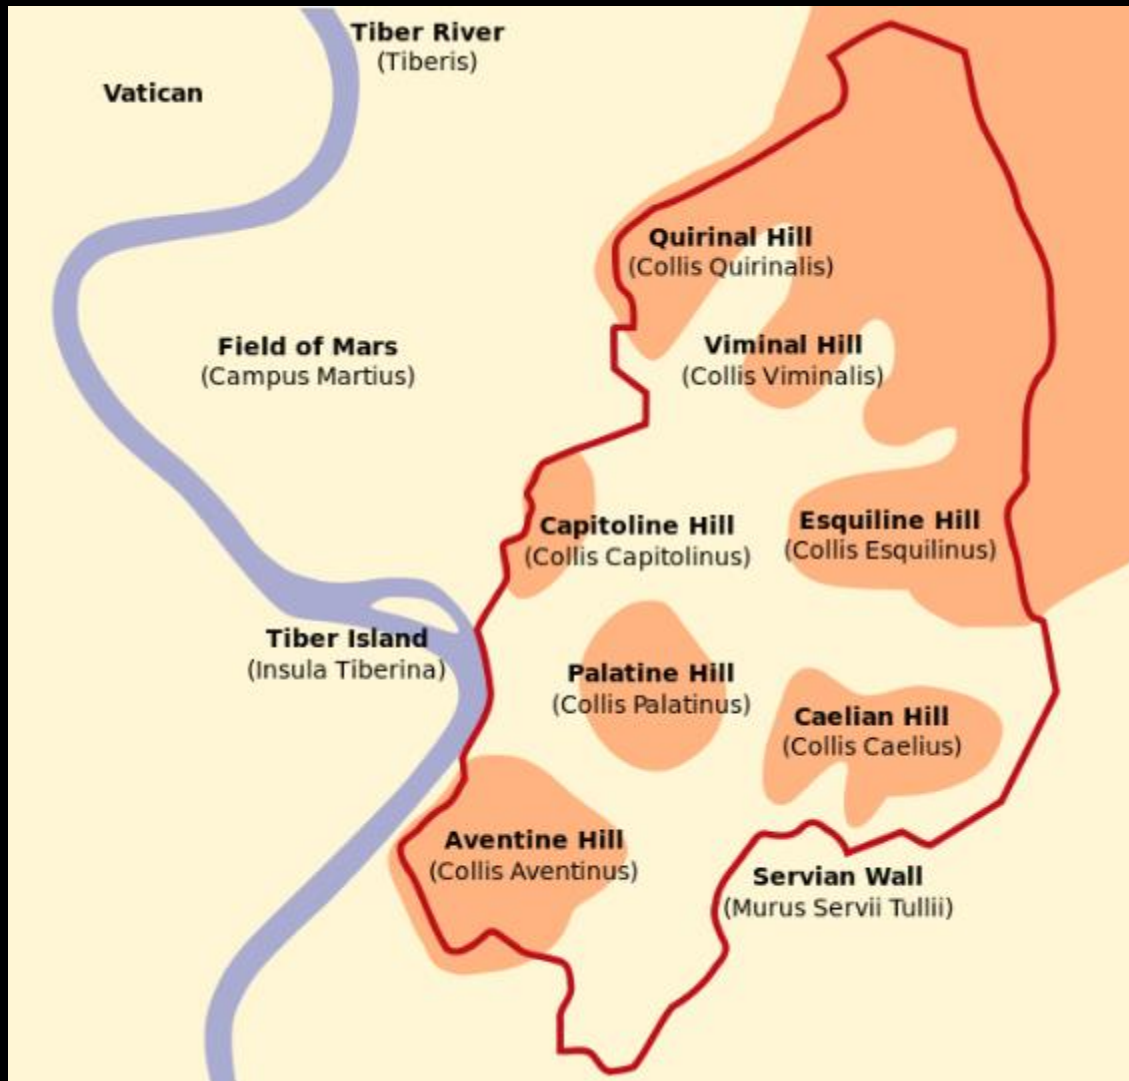 Tiber River
(Tiberis)
Vatican
Quirinal Hill
(Collis Quirinalis)
Field of Mars
(Campus Martius)
Viminal Hill
(Collis Viminalis)
Capitoline Hill
(Collis Capitolinus)
Esquiline Hill
(Collis Esquilinus)
Tiber Island
(Insula Tiberina)
Palatine Hill
(Collis Palatinus)
Caelian Hill
(Collis Caelius)
Aventine Hill
(Collis Aventinus)
Servian Wall
(Murus Servii Tullii)